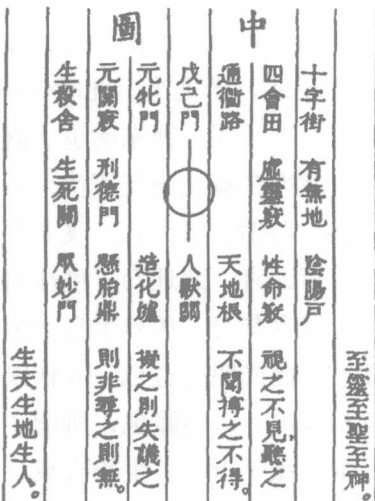 中圖
至靈至聖至神。
十字街 有無地 陰陽戶
四會田 虛靈竅 性命竅 視之不見,聽之
通衢路 天地根 不聞搏之不得。
戊己門 人獸關
元牝門 造化爐 擬之則失議之
元關竅 刑德門 懸胎鼎 則非尋之則無。
生殺舍 生死關 眾妙門
生天生地生人。